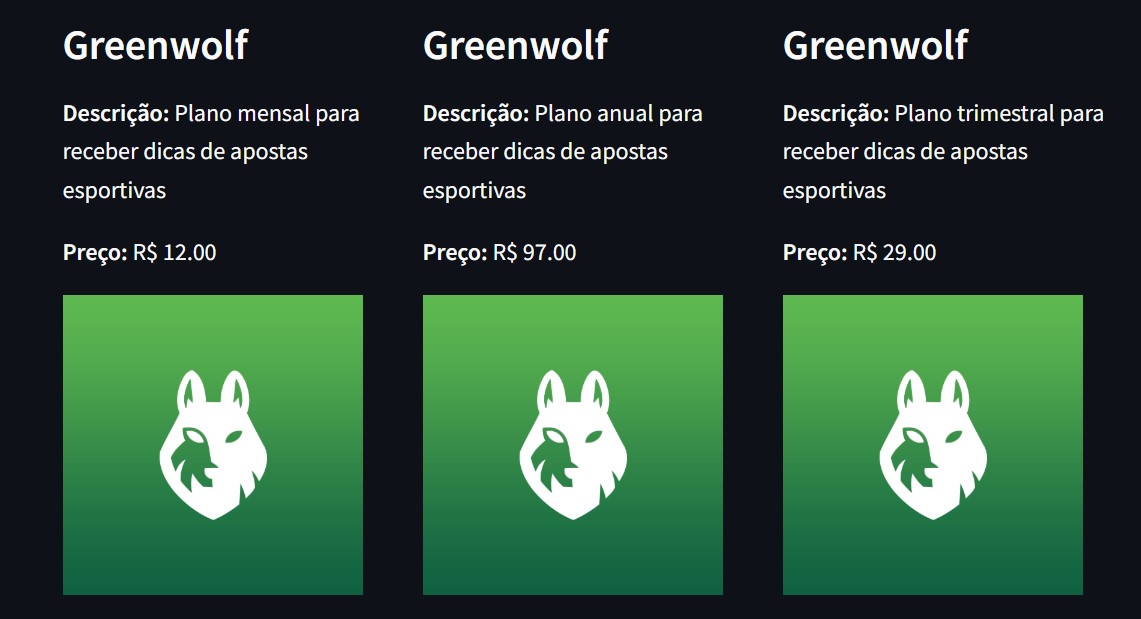 Greenwolf
Descrição: Plano mensal para
receber dicas de apostas
esportivas
Preço: R$ 12.00
Greenwolf
Descrição: Plano anual para
receber dicas de apostas
esportivas
Preço: R$ 97.00
Greenwolf
Descrição: Plano trimestral para
receber dicas de apostas
esportivas
Preço: R$ 29.00